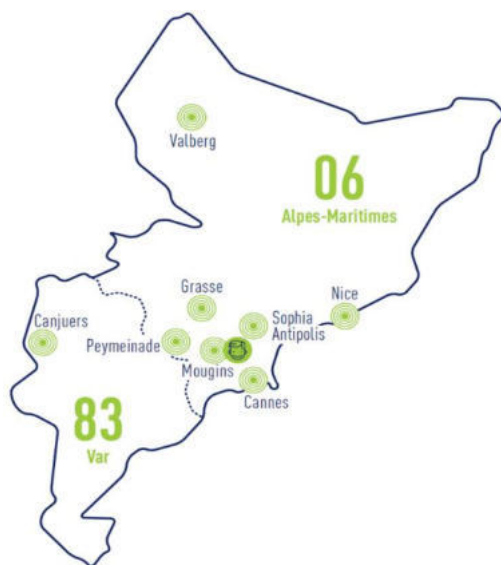 Valberg
06
Alpes-Maritimes
Grasse
Nice
Canjuers
Sophia
Antipolis
Peymeinade
Mougins
Cannes
83
Var